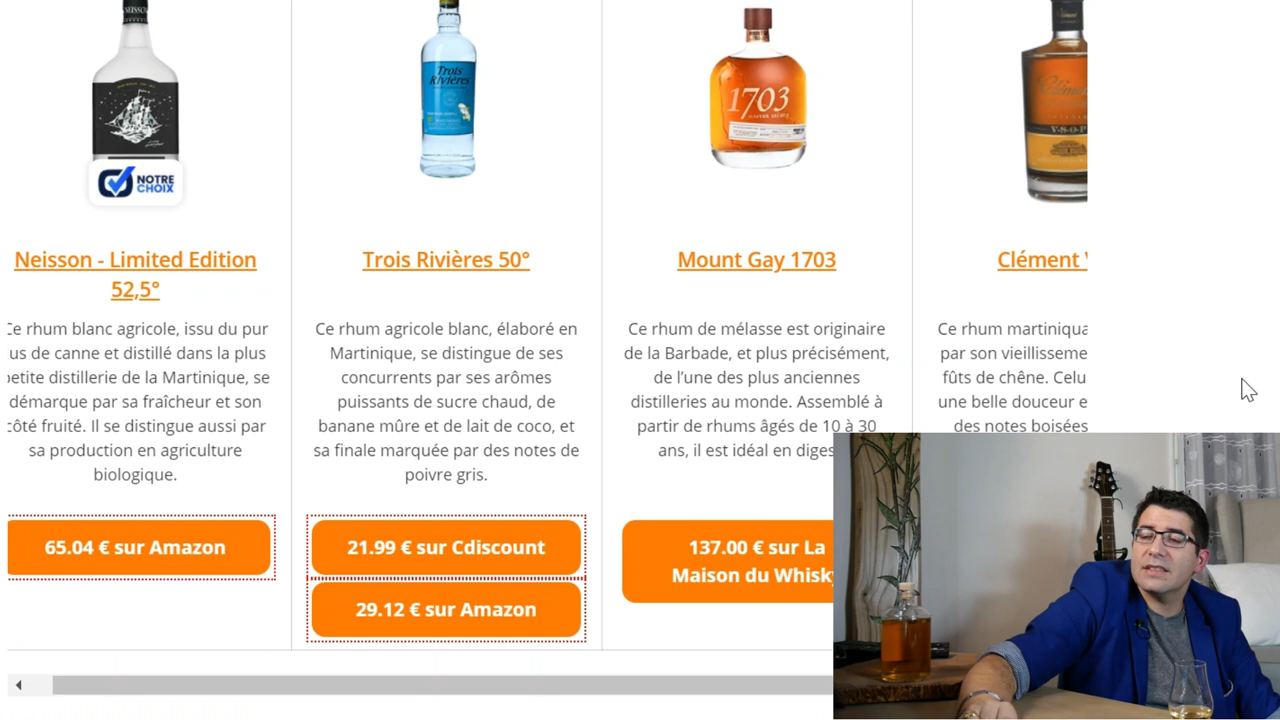 NEISSON
Trois
Rivières
1703
Clément
V·S·O·P
NOTRE
CHOIX
Neisson - Limited Edition
52,5°
Trois Rivières 50°
Mount Gay 1703
Clément
Ce rhum blanc agricole, issu du pur
us de canne et distillé dans la plus
petite distillerie de la Martinique, se
démarque par sa fraîcheur et son
côté fruité. Il se distingue aussi par
sa production en agriculture
biologique.
Ce rhum agricole blanc, élaboré en
Martinique, se distingue de ses
concurrents par ses arômes
puissants de sucre chaud, de
banane mûre et de lait de coco, et
sa finale marquée par des notes de
poivre gris.
Ce rhum de mélasse est originaire
de la Barbade, et plus précisément,
de l’une des plus anciennes
distilleries au monde. Assemblé à
partir de rhums âgés de 10 à 30
ans, il est idéal en diges
Ce rhum martiniqua
par son vieillisseme
fûts de chêne. Celu
une belle douceur e
des notes boisées
65.04 € sur Amazon
21.99 € sur Cdiscount
29.12 € sur Amazon
137.00 € sur La
Maison du Whisky